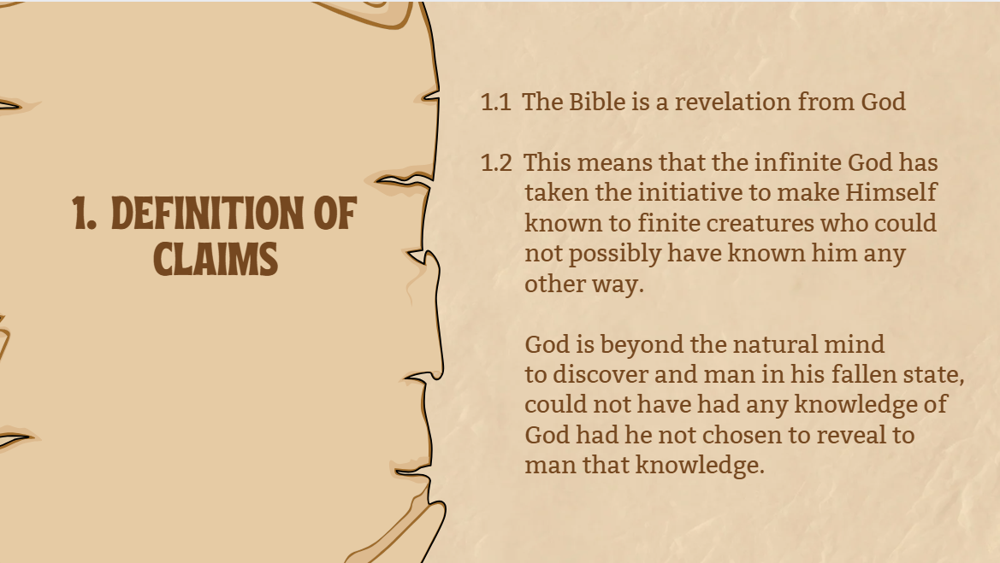 1. DEFINITION OF
CLAIMS
1.1 The Bible is a revelation from God
1.2 This means that the infinite God has
taken the initiative to make Himself
known to finite creatures who could
not possibly have known him any
other way.
God is beyond the natural mind
to discover and man in his fallen state,
could not have had any knowledge of
God had he not chosen to reveal to
man that knowledge.